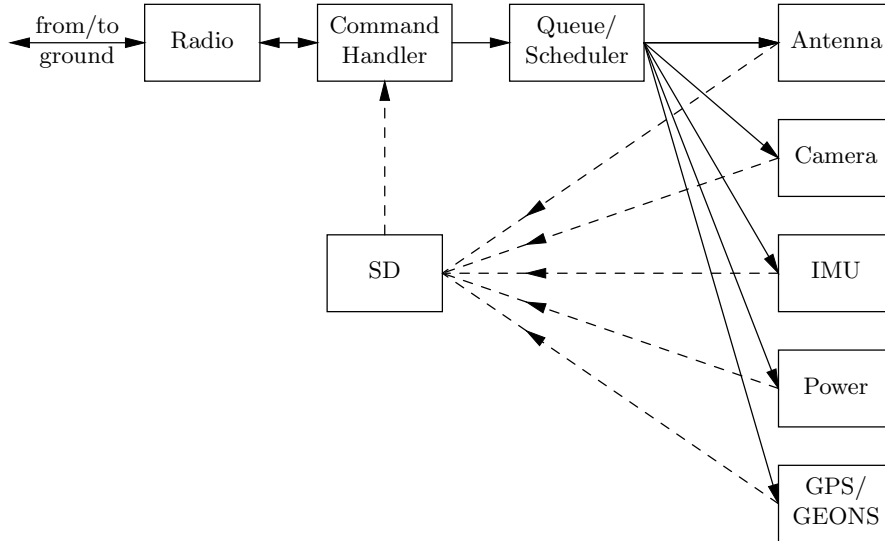 from/to
ground
Radio
Command
Handler
Queue/
Scheduler
Antenna
Camera
SD
IMU
Power
GPS/
GEONS